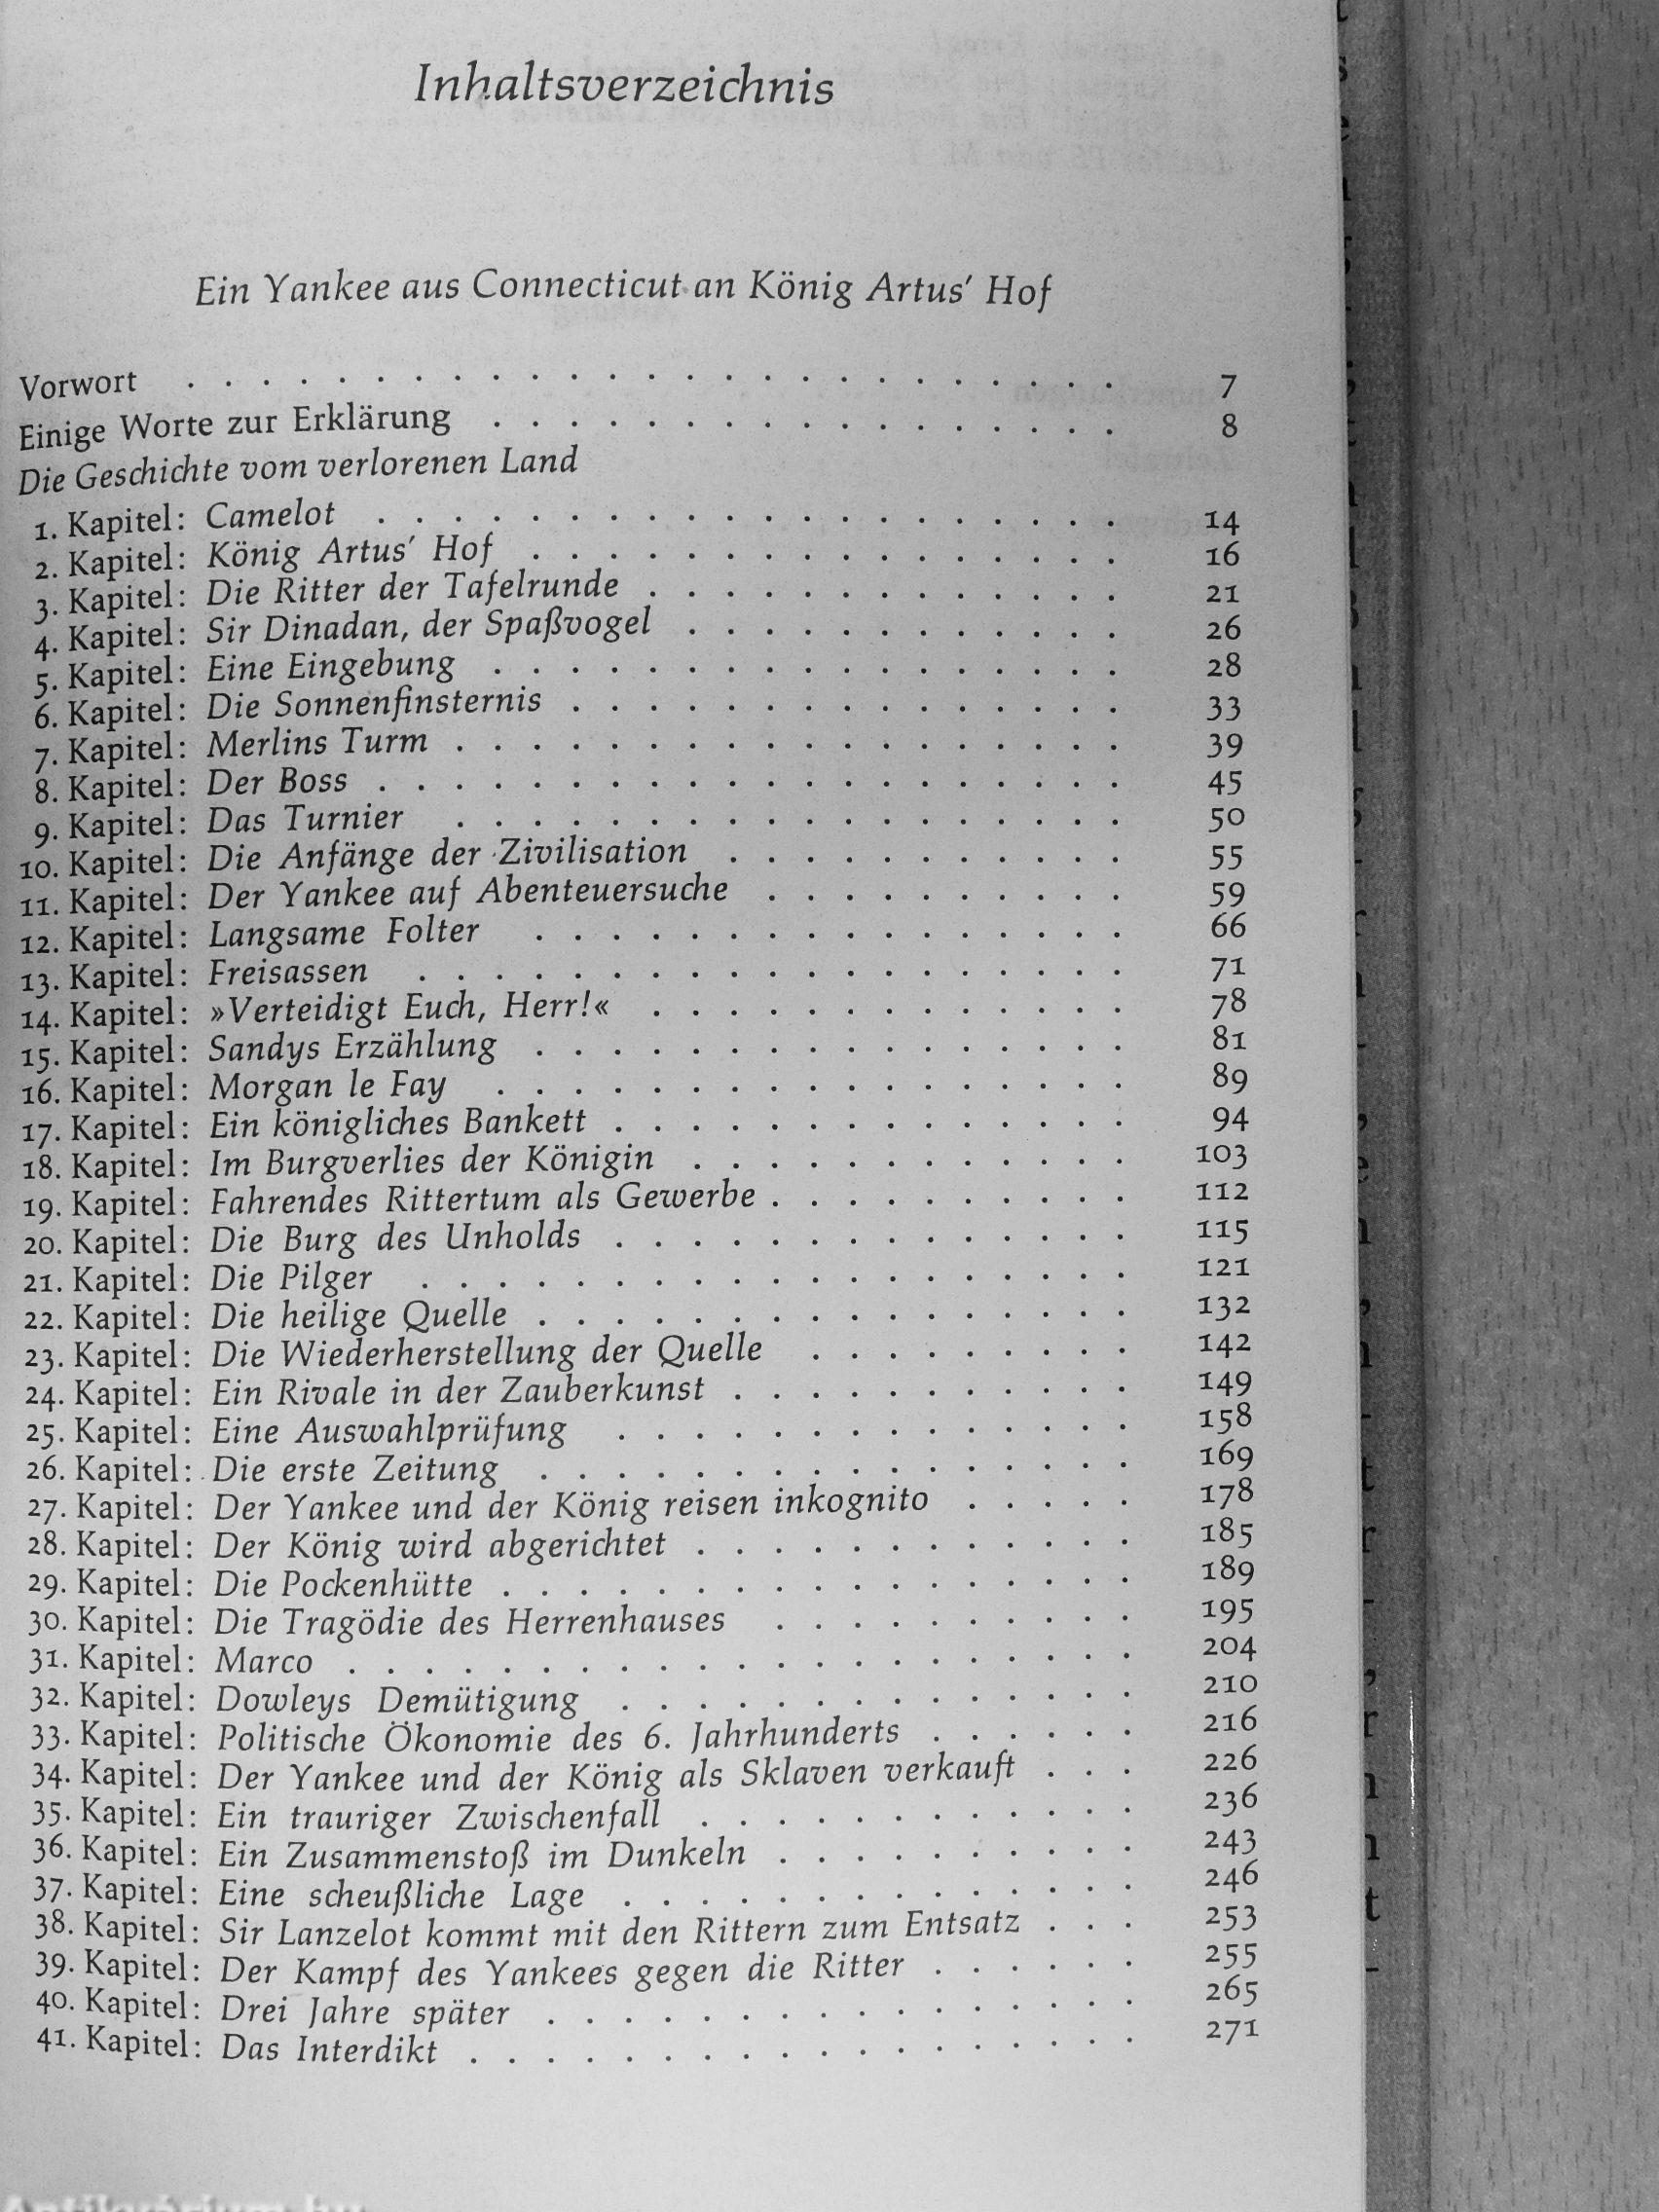 Inhaltsverzeichnis
Ein Yankee aus Connecticut an König Artus' Hof
Vorwort . . . . . . . . . . . . . . . . . . . . . . . . . 7
Einige Worte zur Erklärung . . . . . . . . . . . . . . . . . 8
Die Geschichte vom verlorenen Land
1. Kapitel: Camelot . . . . . . . . . . . . . . . . . . . . 14
2. Kapitel: König Artus' Hof . . . . . . . . . . . . . . . . 16
3. Kapitel: Die Ritter der Tafelrunde . . . . . . . . . . . . . 21
4. Kapitel: Sir Dinadan, der Spaßvogel . . . . . . . . . . . . 26
5. Kapitel: Eine Eingebung . . . . . . . . . . . . . . . . . 28
6. Kapitel: Die Sonnenfinsternis . . . . . . . . . . . . . . . 33
7. Kapitel: Merlins Turm . . . . . . . . . . . . . . . . . . 39
8. Kapitel: Der Boss . . . . . . . . . . . . . . . . . . . . 45
9. Kapitel: Das Turnier . . . . . . . . . . . . . . . . . . 50
10. Kapitel: Die Anfänge der Zivilisation . . . . . . . . . . . 55
11. Kapitel: Der Yankee auf Abenteuersuche . . . . . . . . . . 59
12. Kapitel: Langsame Folter . . . . . . . . . . . . . . . . 66
13. Kapitel: Freisassen . . . . . . . . . . . . . . . . . . . 71
14. Kapitel: »Verteidigt Euch, Herr!« . . . . . . . . . . . . . 78
15. Kapitel: Sandys Erzählung . . . . . . . . . . . . . . . . 81
16. Kapitel: Morgan le Fay . . . . . . . . . . . . . . . . . 89
17. Kapitel: Ein königliches Bankett . . . . . . . . . . . . . . 94
18. Kapitel: Im Burgverlies der Königin . . . . . . . . . . . . 103
19. Kapitel: Fahrendes Rittertum als Gewerbe . . . . . . . . . . 112
20. Kapitel: Die Burg des Unholds . . . . . . . . . . . . . . 115
21. Kapitel: Die Pilger . . . . . . . . . . . . . . . . . . . 121
22. Kapitel: Die heilige Quelle . . . . . . . . . . . . . . . . 132
23. Kapitel: Die Wiederherstellung der Quelle . . . . . . . . . 142
24. Kapitel: Ein Rivale in der Zauberkunst . . . . . . . . . . . 149
25. Kapitel: Eine Auswahlprüfung . . . . . . . . . . . . . . 158
26. Kapitel: Die erste Zeitung . . . . . . . . . . . . . . . . 169
27. Kapitel: Der Yankee und der König reisen inkognito . . . . . 178
28. Kapitel: Der König wird abgerichtet . . . . . . . . . . . . 185
29. Kapitel: Die Pockenhütte . . . . . . . . . . . . . . . . . 189
30. Kapitel: Die Tragödie des Herrenhauses . . . . . . . . . . 195
31. Kapitel: Marco . . . . . . . . . . . . . . . . . . . . . 204
32. Kapitel: Dowleys Demütigung . . . . . . . . . . . . . . 210
33. Kapitel: Politische Ökonomie des 6. Jahrhunderts . . . . . . 216
34. Kapitel: Der Yankee und der König als Sklaven verkauft . . . 226
35. Kapitel: Ein trauriger Zwischenfall . . . . . . . . . . . . 236
36. Kapitel: Ein Zusammenstoß im Dunkeln . . . . . . . . . . 243
37. Kapitel: Eine scheußliche Lage . . . . . . . . . . . . . . 246
38. Kapitel: Sir Lanzelot kommt mit den Rittern zum Entsatz . . . 253
39. Kapitel: Der Kampf des Yankees gegen die Ritter . . . . . . 255
40. Kapitel: Drei Jahre später . . . . . . . . . . . . . . . . 265
41. Kapitel: Das Interdikt . . . . . . . . . . . . . . . . . . 271